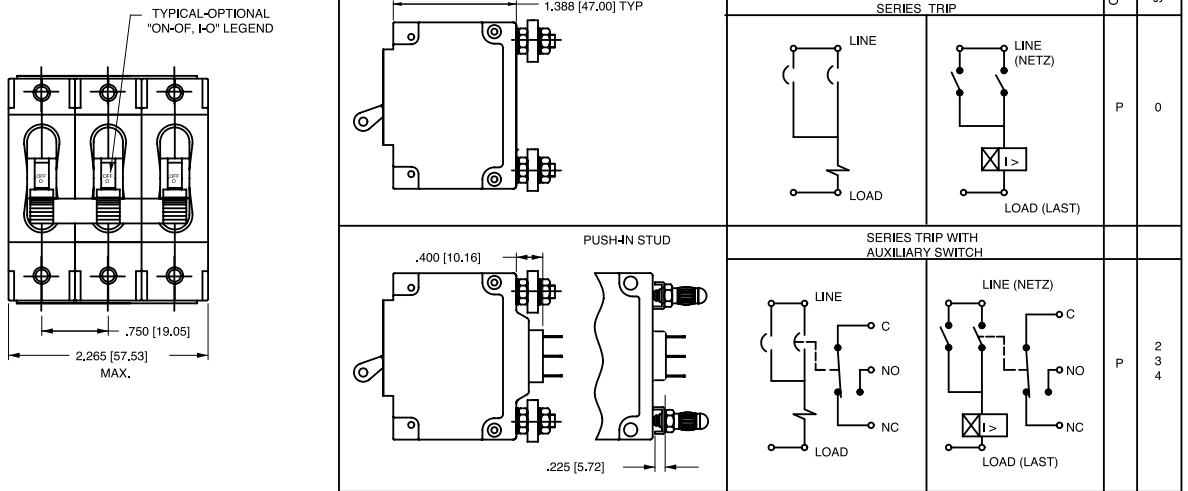 TYPICAL-OPTIONAL
"ON-OF, I-O" LEGEND
OFF
O
OFF
O
OFF
O
.750 [19.05]
2.265 [57.53]
MAX.
1.388 [47.00] TYP
SERIES TRIP
LINE
LOAD
LINE
(NETZ)
I >
LOAD (LAST)
P
0
PUSH-IN STUD
.400 [10.16]
.225 [5.72]
SERIES TRIP WITH
AUXILIARY SWITCH
LINE
C
NO
NC
LOAD
LINE (NETZ)
C
NO
NC
I >
LOAD (LAST)
P
2
3
4